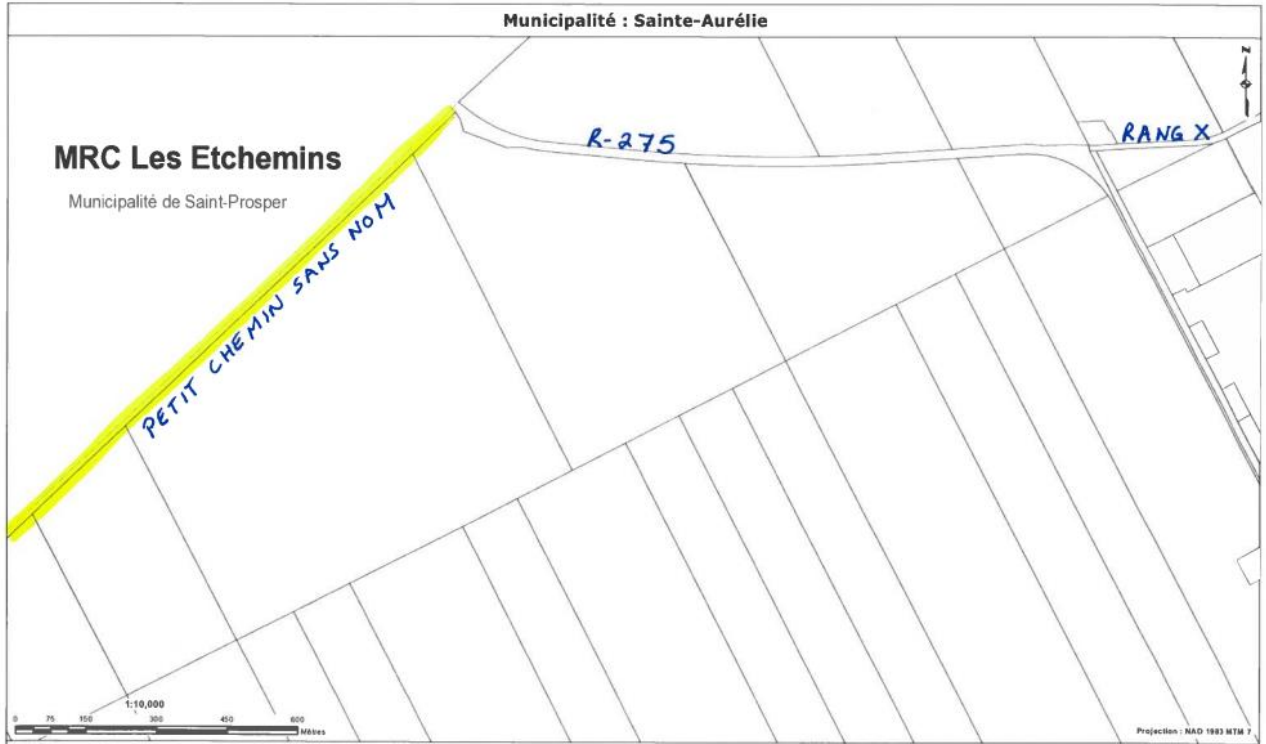 Municipalité : Sainte-Aurélie
N
MRC Les Etchemins
Municipalité de Saint-Prosper
R-275
RANG X
PETIT CHEMIN SANS NOM
1:10,000
0 75 150 300 450 600
Mètres
Projection : NAD 1983 MTM 7